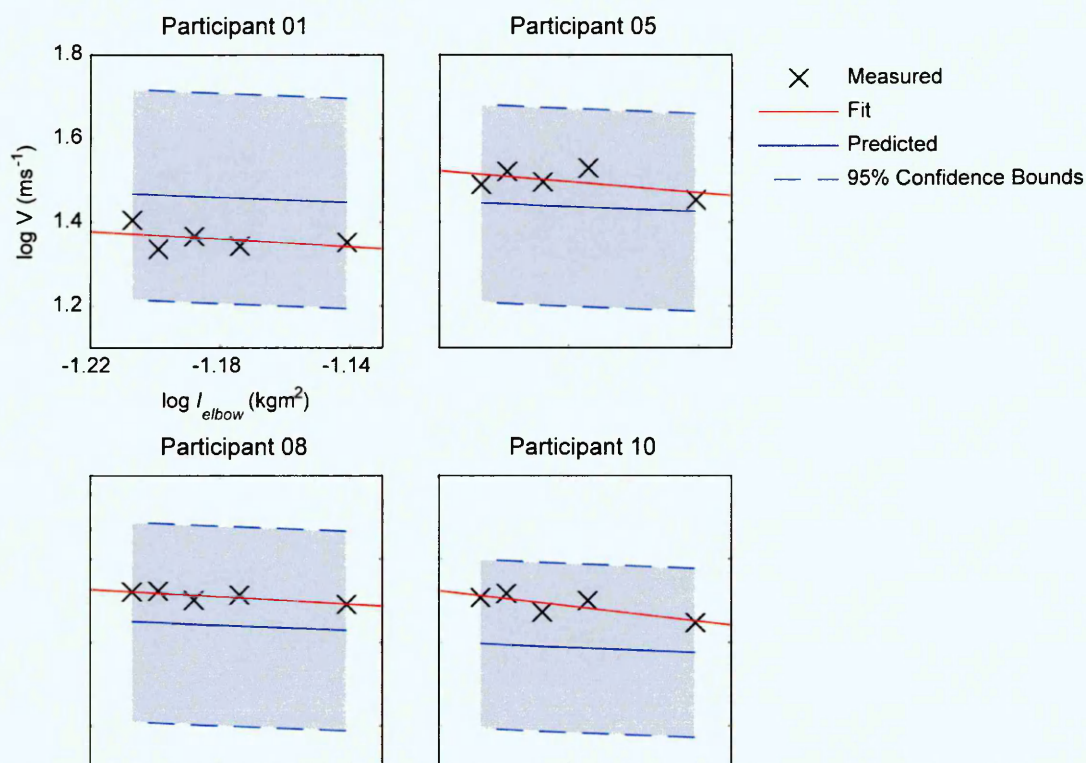 Participant 01
Participant 05
1.8
1.6
1.4
1.2
log V (ms⁻¹)
-1.22
-1.18
-1.14
log I_elbow (kgm²)
Measured
Fit
Predicted
95% Confidence Bounds
Participant 08
Participant 10